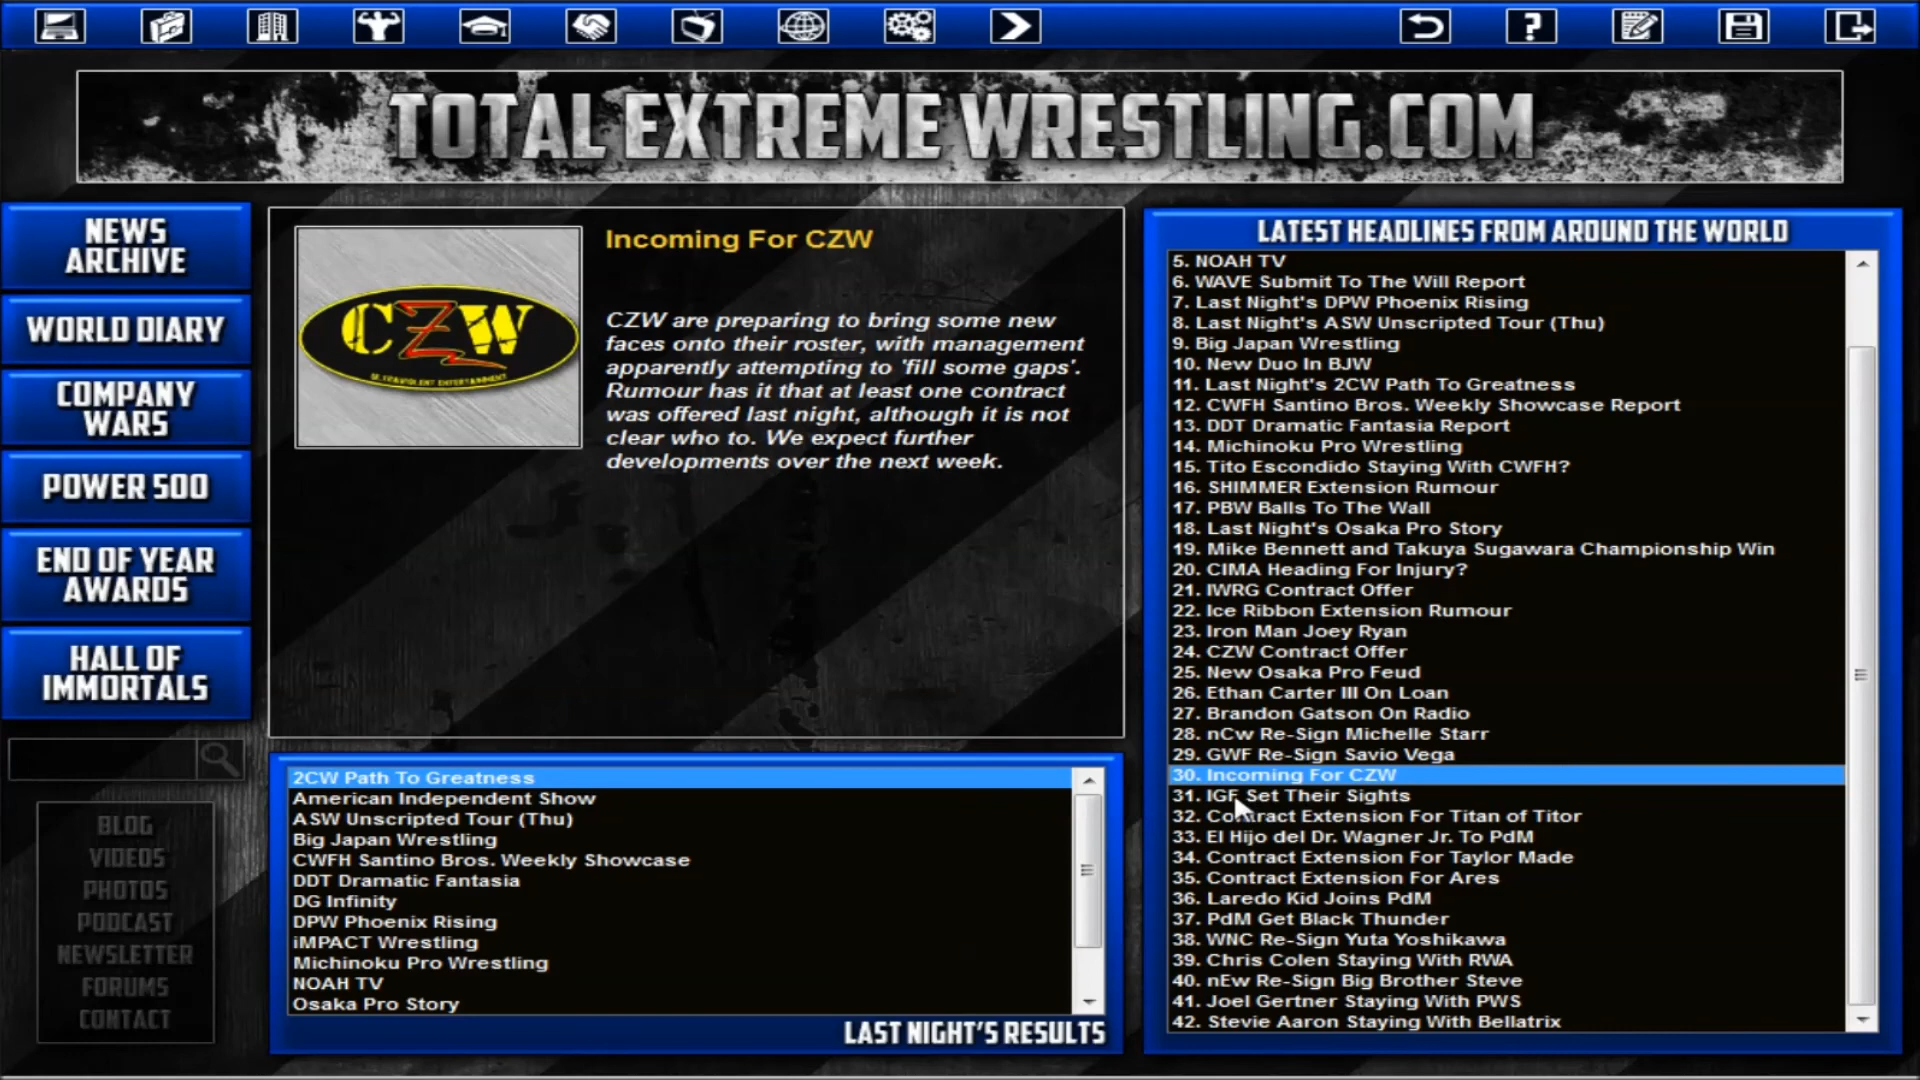 TOTAL EXTREME WRESTLING.COM
NEWS
ARCHIVE
WORLD DIARY
COMPANY
WARS
POWER 500
END OF YEAR
AWARDS
HALL OF
IMMORTALS
BLOG
VIDEOS
PHOTOS
PODCAST
NEWSLETTER
FORUMS
CONTACT
CZW
ULTRAVIOLENT ENTERTAINMENT
Incoming For CZW
CZW are preparing to bring some new
faces onto their roster, with management
apparently attempting to 'fill some gaps'.
Rumour has it that at least one contract
was offered last night, although it is not
clear who to. We expect further
developments over the next week.
2CW Path To Greatness
American Independent Show
ASW Unscripted Tour (Thu)
Big Japan Wrestling
CWFH Santino Bros. Weekly Showcase
DDT Dramatic Fantasia
DG Infinity
DPW Phoenix Rising
iMPACT Wrestling
Michinoku Pro Wrestling
NOAH TV
Osaka Pro Story
LAST NIGHT'S RESULTS
LATEST HEADLINES FROM AROUND THE WORLD
5. NOAH TV
6. WAVE Submit To The Will Report
7. Last Night's DPW Phoenix Rising
8. Last Night's ASW Unscripted Tour (Thu)
9. Big Japan Wrestling
10. New Duo In BJW
11. Last Night's 2CW Path To Greatness
12. CWFH Santino Bros. Weekly Showcase Report
13. DDT Dramatic Fantasia Report
14. Michinoku Pro Wrestling
15. Tito Escondido Staying With CWFH?
16. SHIMMER Extension Rumour
17. PBW Balls To The Wall
18. Last Night's Osaka Pro Story
19. Mike Bennett and Takuya Sugawara Championship Win
20. CIMA Heading For Injury?
21. IWRG Contract Offer
22. Ice Ribbon Extension Rumour
23. Iron Man Joey Ryan
24. CZW Contract Offer
25. New Osaka Pro Feud
26. Ethan Carter III On Loan
27. Brandon Gatson On Radio
28. nCw Re-Sign Michelle Starr
29. GWF Re-Sign Savio Vega
30. Incoming For CZW
31. IGF Set Their Sights
32. Contract Extension For Titan of Titor
33. El Hijo del Dr. Wagner Jr. To PdM
34. Contract Extension For Taylor Made
35. Contract Extension For Ares
36. Laredo Kid Joins PdM
37. PdM Get Black Thunder
38. WNC Re-Sign Yuta Yoshikawa
39. Chris Colen Staying With RWA
40. nEw Re-Sign Big Brother Steve
41. Joel Gertner Staying With PWS
42. Stevie Aaron Staying With Bellatrix